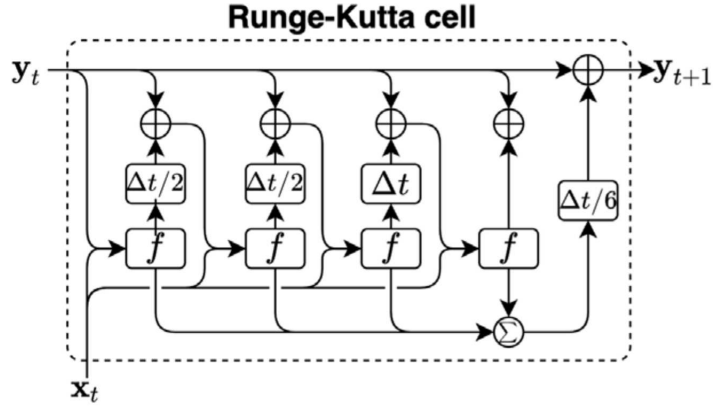 Runge-Kutta cell
y_t
y_{t+1}
Δt/2
Δt/2
Δt
Δt/6
f
f
f
f
Σ
x_t